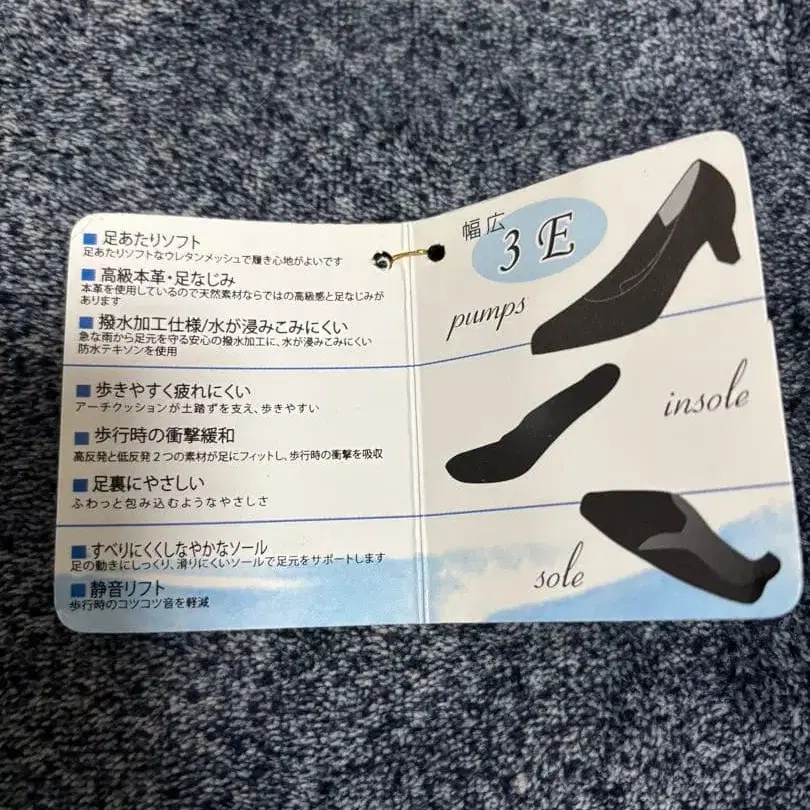 足あたりソフト
足あたりソフトなウレタンメッシュで履き心地がよいです
高級本革・足なじみ
本革を使用しているので天然素材ならではの高級感と足なじみが
あります
撥水加工仕様/水が浸みこみにくい
急な雨から足元を守る安心の撥水加工に、水が浸みこみにくい
防水テキソンを使用
歩きやすく疲れにくい
アーチクッションが土踏ずを支え、歩きやすい
歩行時の衝撃緩和
高反発と低反発2つの素材が足にフィットし、歩行時の衝撃を吸収
足裏にやさしい
ふわっと包み込むようなやさしさ
すべりにくくしなやかなソール
足の動きにしっくり、滑りにくいソールで足元をサポートします
静音リフト
歩行時のコツコツ音を軽減
幅広
3E
pumps
insole
sole